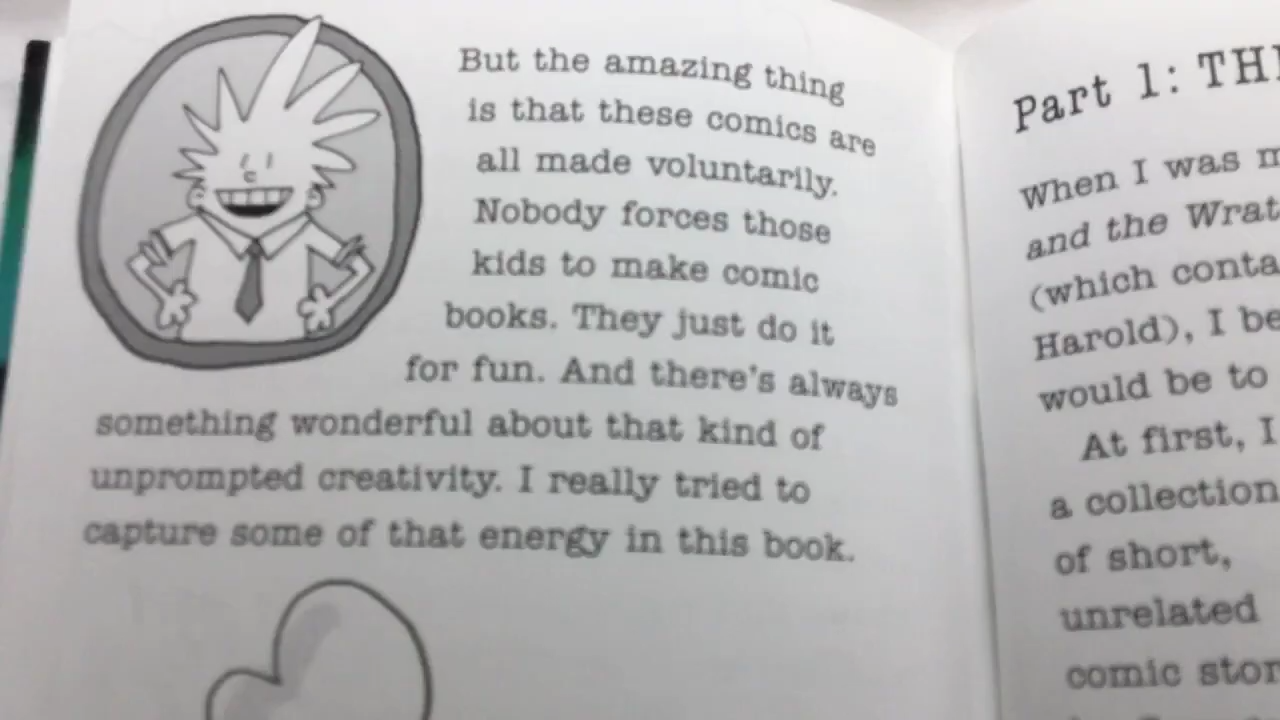 But the amazing thing
is that these comics are
all made voluntarily.
Nobody forces those
kids to make comic
books. They just do it
for fun. And there's always
something wonderful about that kind of
unprompted creativity. I really tried to
capture some of that energy in this book.
Part 1:
When I was
and the
(which
Harold), I
would be to
At first, I
a collection
of short,
unrelated
comic